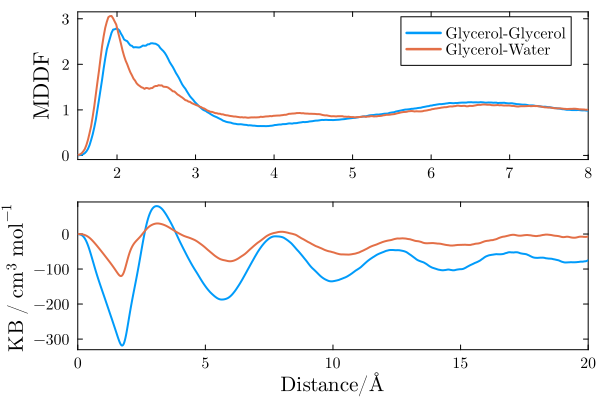 3
2
1
0
MDDF
Glycerol-Glycerol
Glycerol-Water
2 3 4 5 6 7 8
0
−100
−200
−300
KB / cm³ mol⁻¹
0 5 10 15 20
Distance/Å